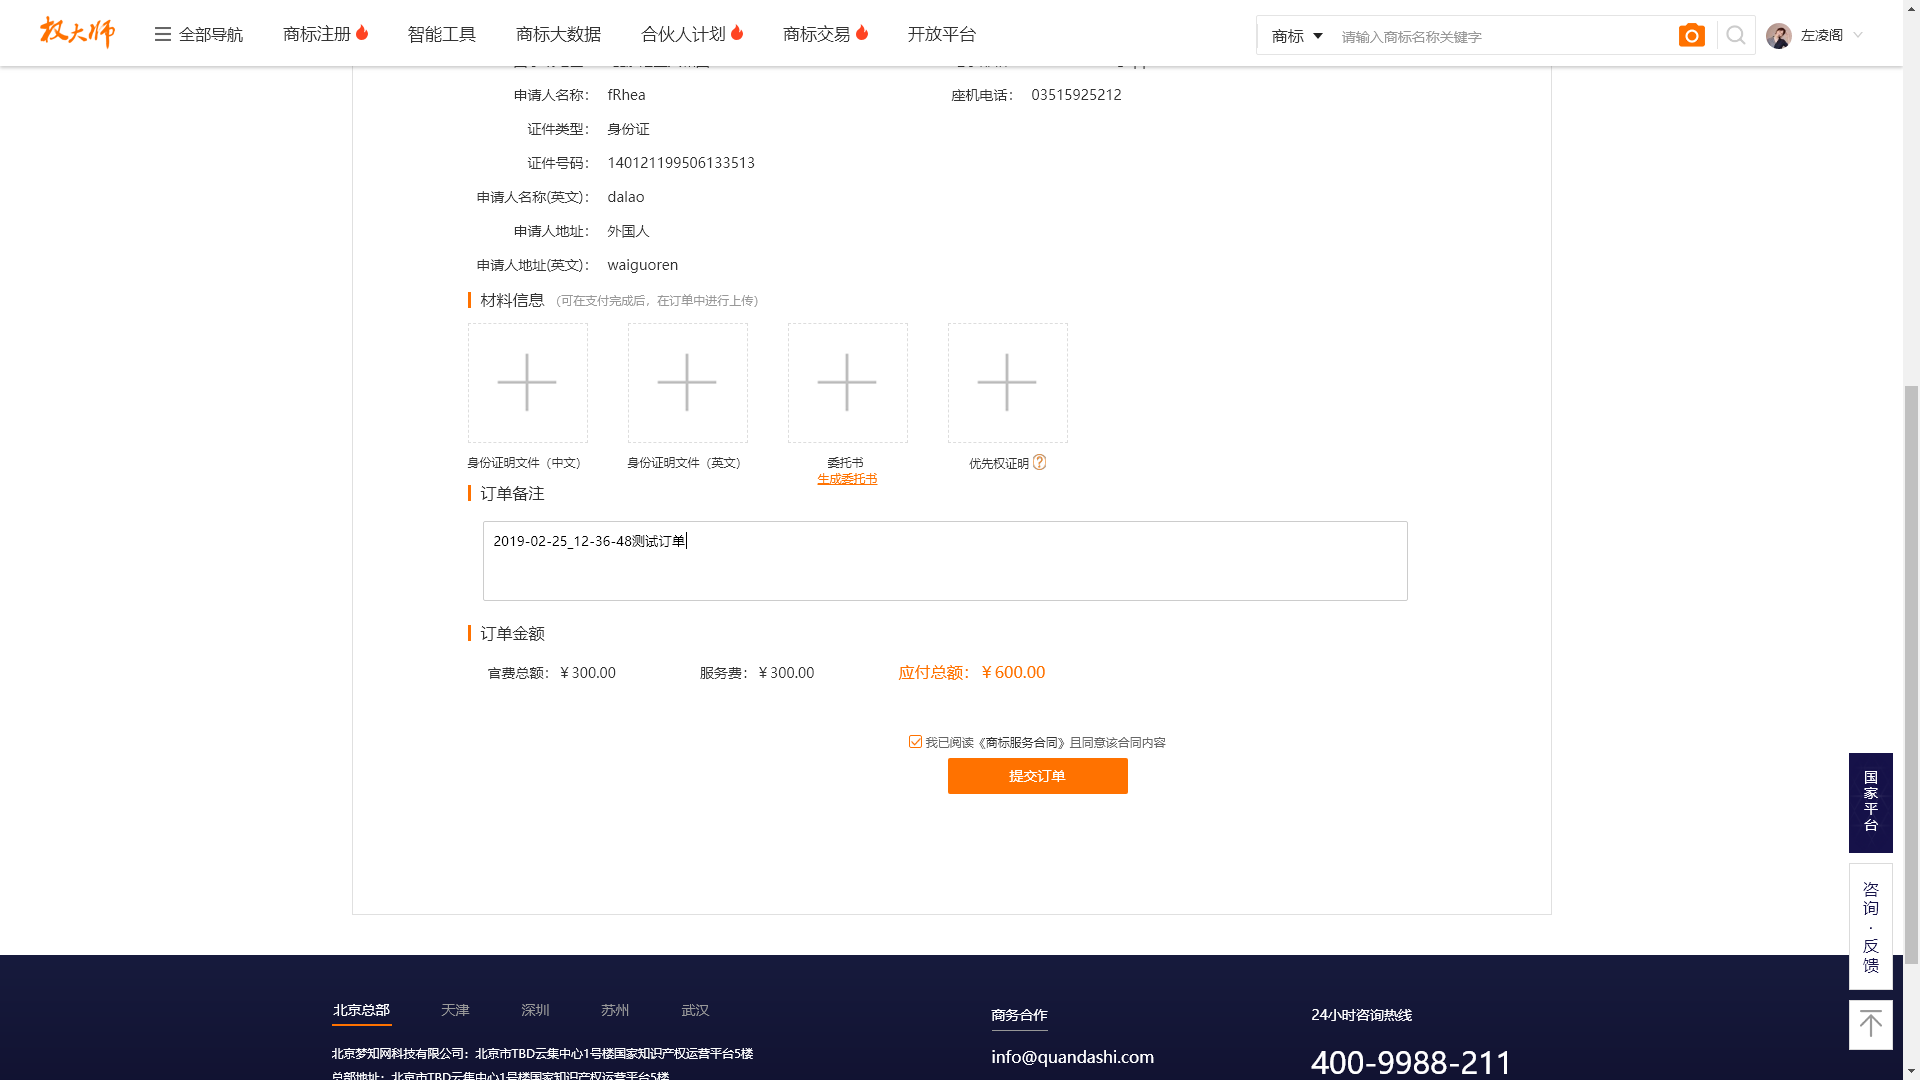 权大师
全部导航
商标注册
智能工具
商标大数据
合伙人计划
商标交易
开放平台
商标
请输入商标名称关键字
左凌阁
申请人名称： fRhea
座机电话： 03515925212
证件类型： 身份证
证件号码： 140121199506133513
申请人名称(英文)： dalao
申请人地址： 外国人
申请人地址(英文)： waiguoren
材料信息 （可在支付完成后，在订单中进行上传）
身份证明文件（中文）
身份证明文件（英文）
委托书
生成委托书
优先权证明
订单备注
2019-02-25_12-36-48测试订单
订单金额
官费总额：￥300.00
服务费：￥300.00
应付总额：￥600.00
我已阅读《商标服务合同》且同意该合同内容
提交订单
国家平台
咨询·反馈
北京总部
天津
深圳
苏州
武汉
北京梦知网科技有限公司：北京市TBD云集中心1号楼国家知识产权运营平台5楼
总部地址：北京市TBD云集中心1号楼国家知识产权运营平台5楼
商务合作
info@quandashi.com
24小时咨询热线
400-9988-211